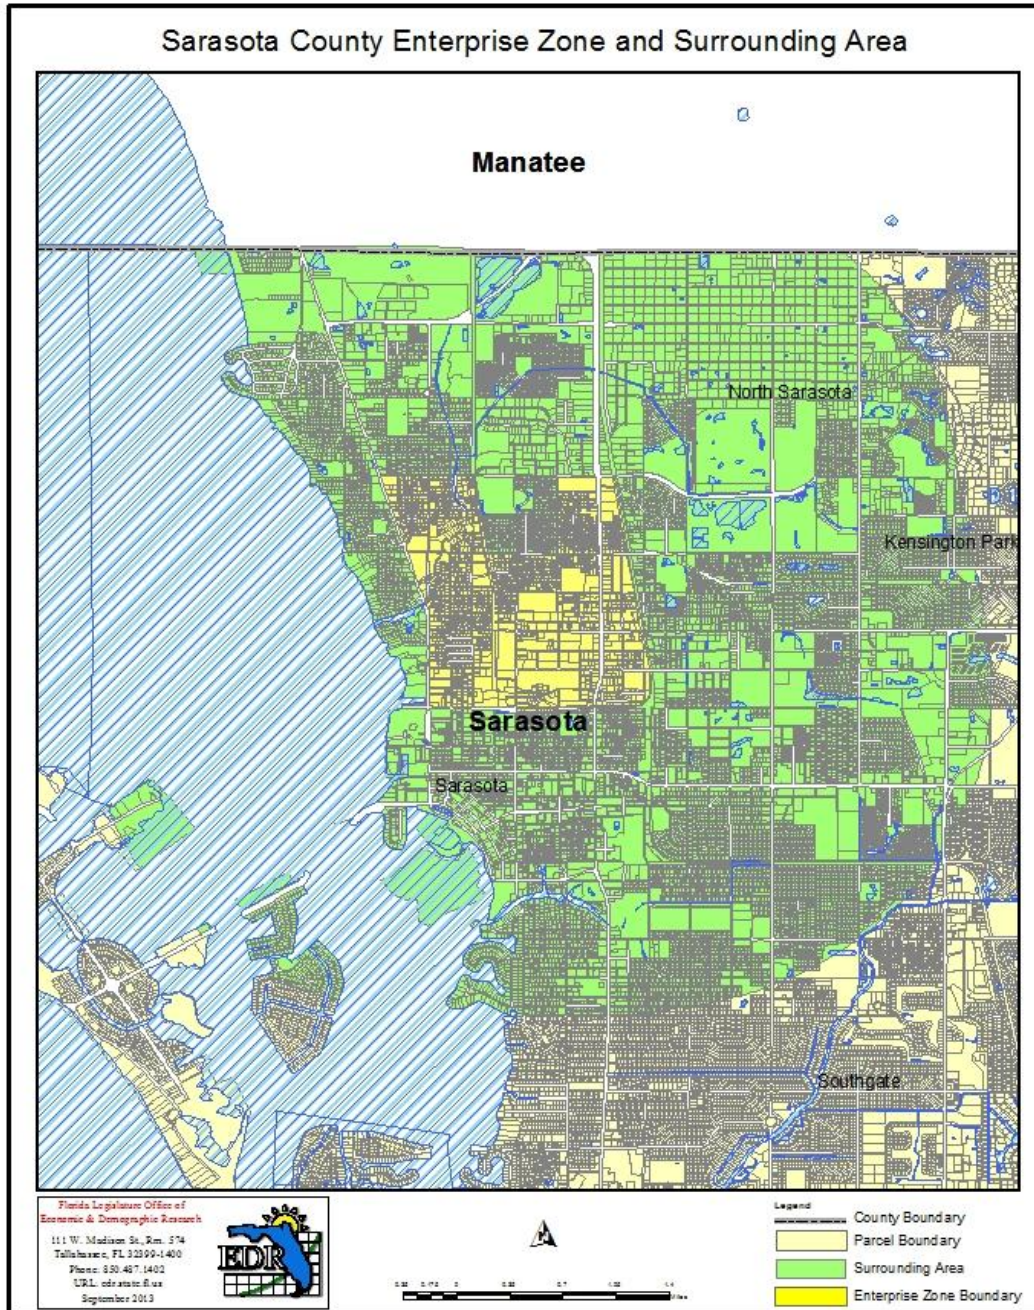 Sarasota County Enterprise Zone and Surrounding Area
Manatee
North Sarasota
Kensington Park
Sarasota
Sarasota
Southgate
Florida Legislature Office of
Economic & Demographic Research
111 W. Madison St., Rm. 574
Tallahassee, FL 32399-1400
Phone: 850.487.1402
URL: edr.state.fl.us
September 2013
EDR
Miles
Legend
County Boundary
Parcel Boundary
Surrounding Area
Enterprise Zone Boundary